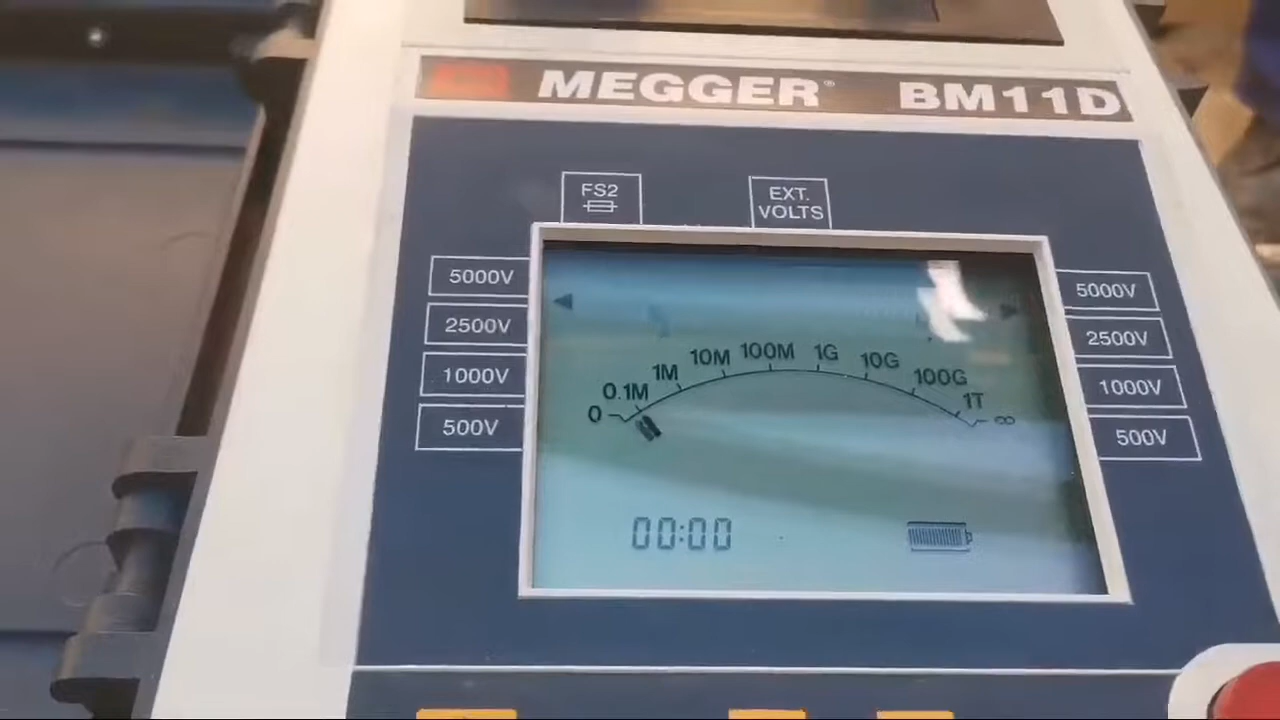 MEGGER® BM11D
FS2
EXT.
VOLTS
5000V
2500V
1000V
500V
0 0.1M 1M 10M 100M 1G 10G 100G 1T ∞
00:00
5000V
2500V
1000V
500V